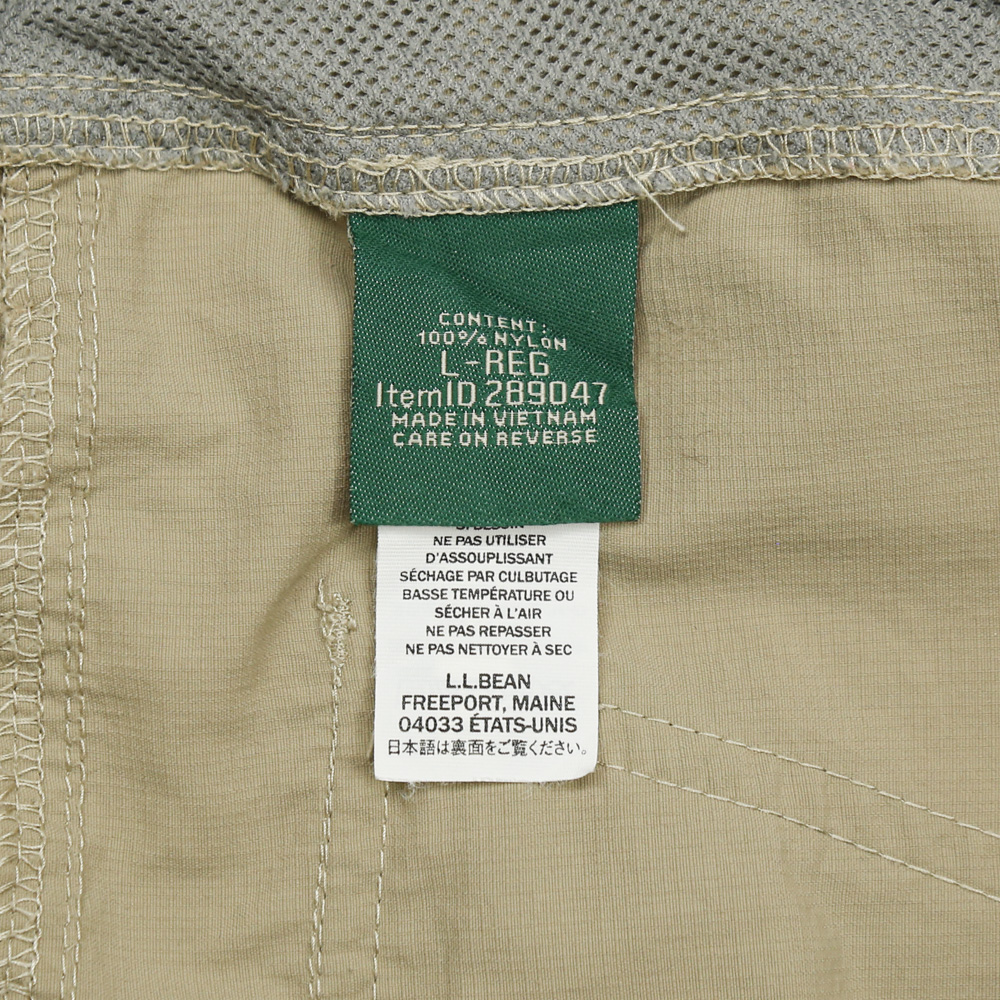 CONTENT:
100% NYLON
L-REG
ItemID 289047
MADE IN VIETNAM
CARE ON REVERSE
NE PAS UTILISER
D'ASSOUPLISSANT
SÉCHAGE PAR CULBUTAGE
BASSE TEMPÉRATURE OU
SÉCHER À L'AIR
NE PAS REPASSER
NE PAS NETTOYER À SEC
L.L.BEAN
FREEPORT, MAINE
04033 ÉTATS-UNIS
日本語は裏面をご覧ください。